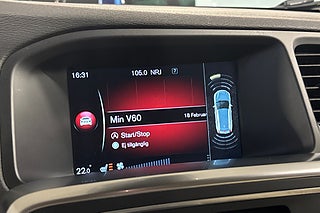 16:31 105.0 NRJ ?
Min V60
18 Februari
Start/Stop
Ej tillgänglig
22.0°